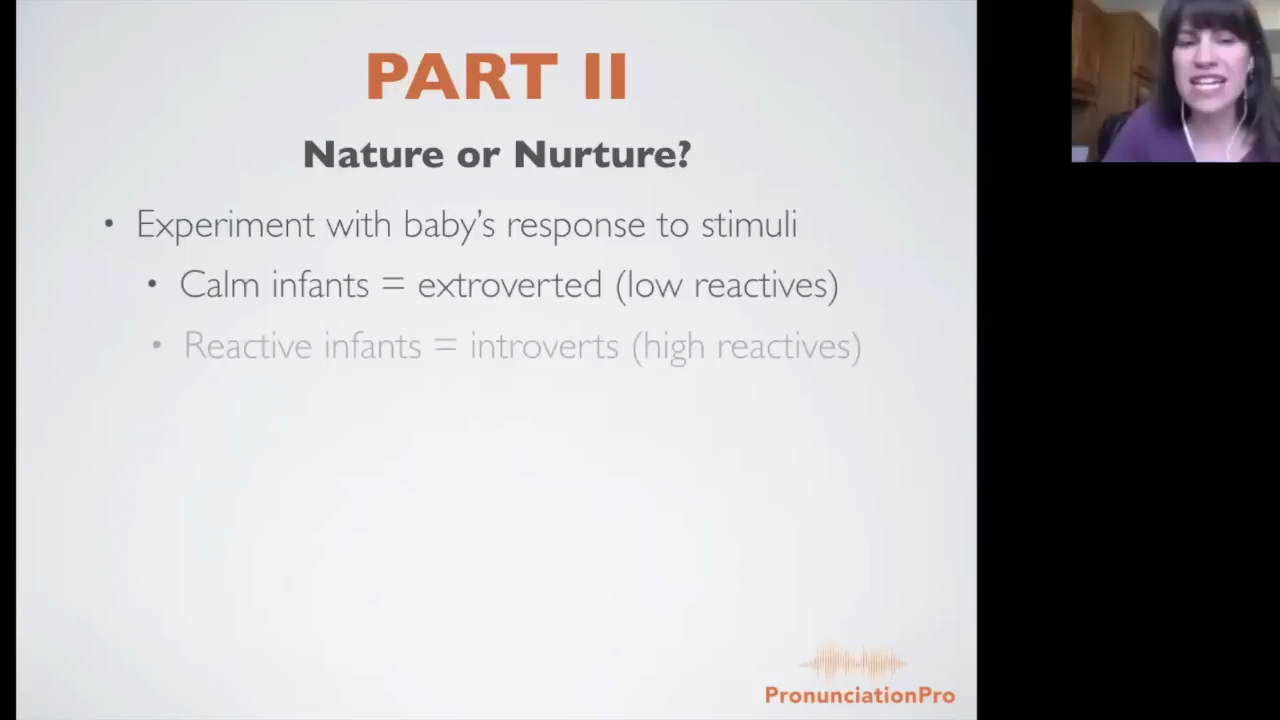 PART II
Nature or Nurture?
• Experiment with baby's response to stimuli
• Calm infants = extroverted (low reactives)
• Reactive infants = introverts (high reactives)
PronunciationPro